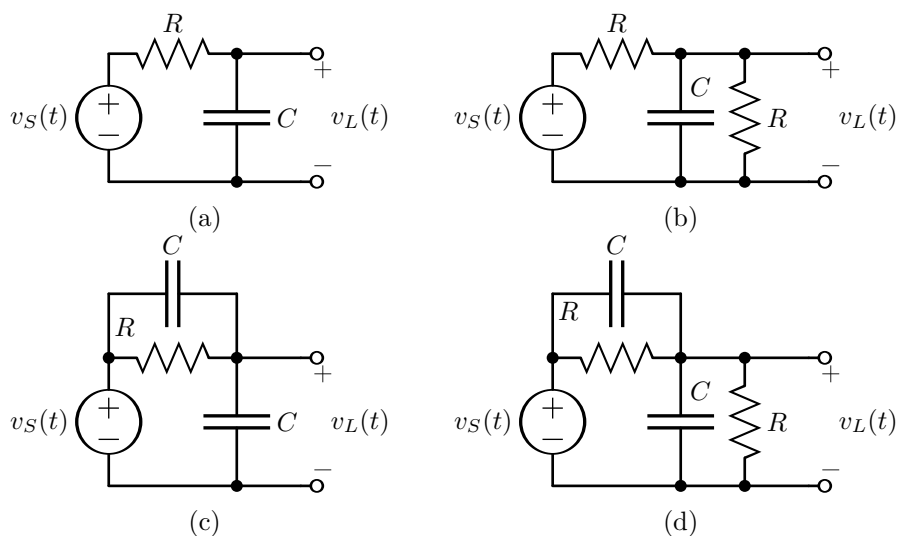 R
R
+
+
+
+
v_S(t)
−
C
v_L(t)
v_S(t)
−
C
R
v_L(t)
−
−
(a)
(b)
C
C
R
R
+
+
+
+
v_S(t)
−
C
v_L(t)
v_S(t)
−
C
R
v_L(t)
−
−
(c)
(d)